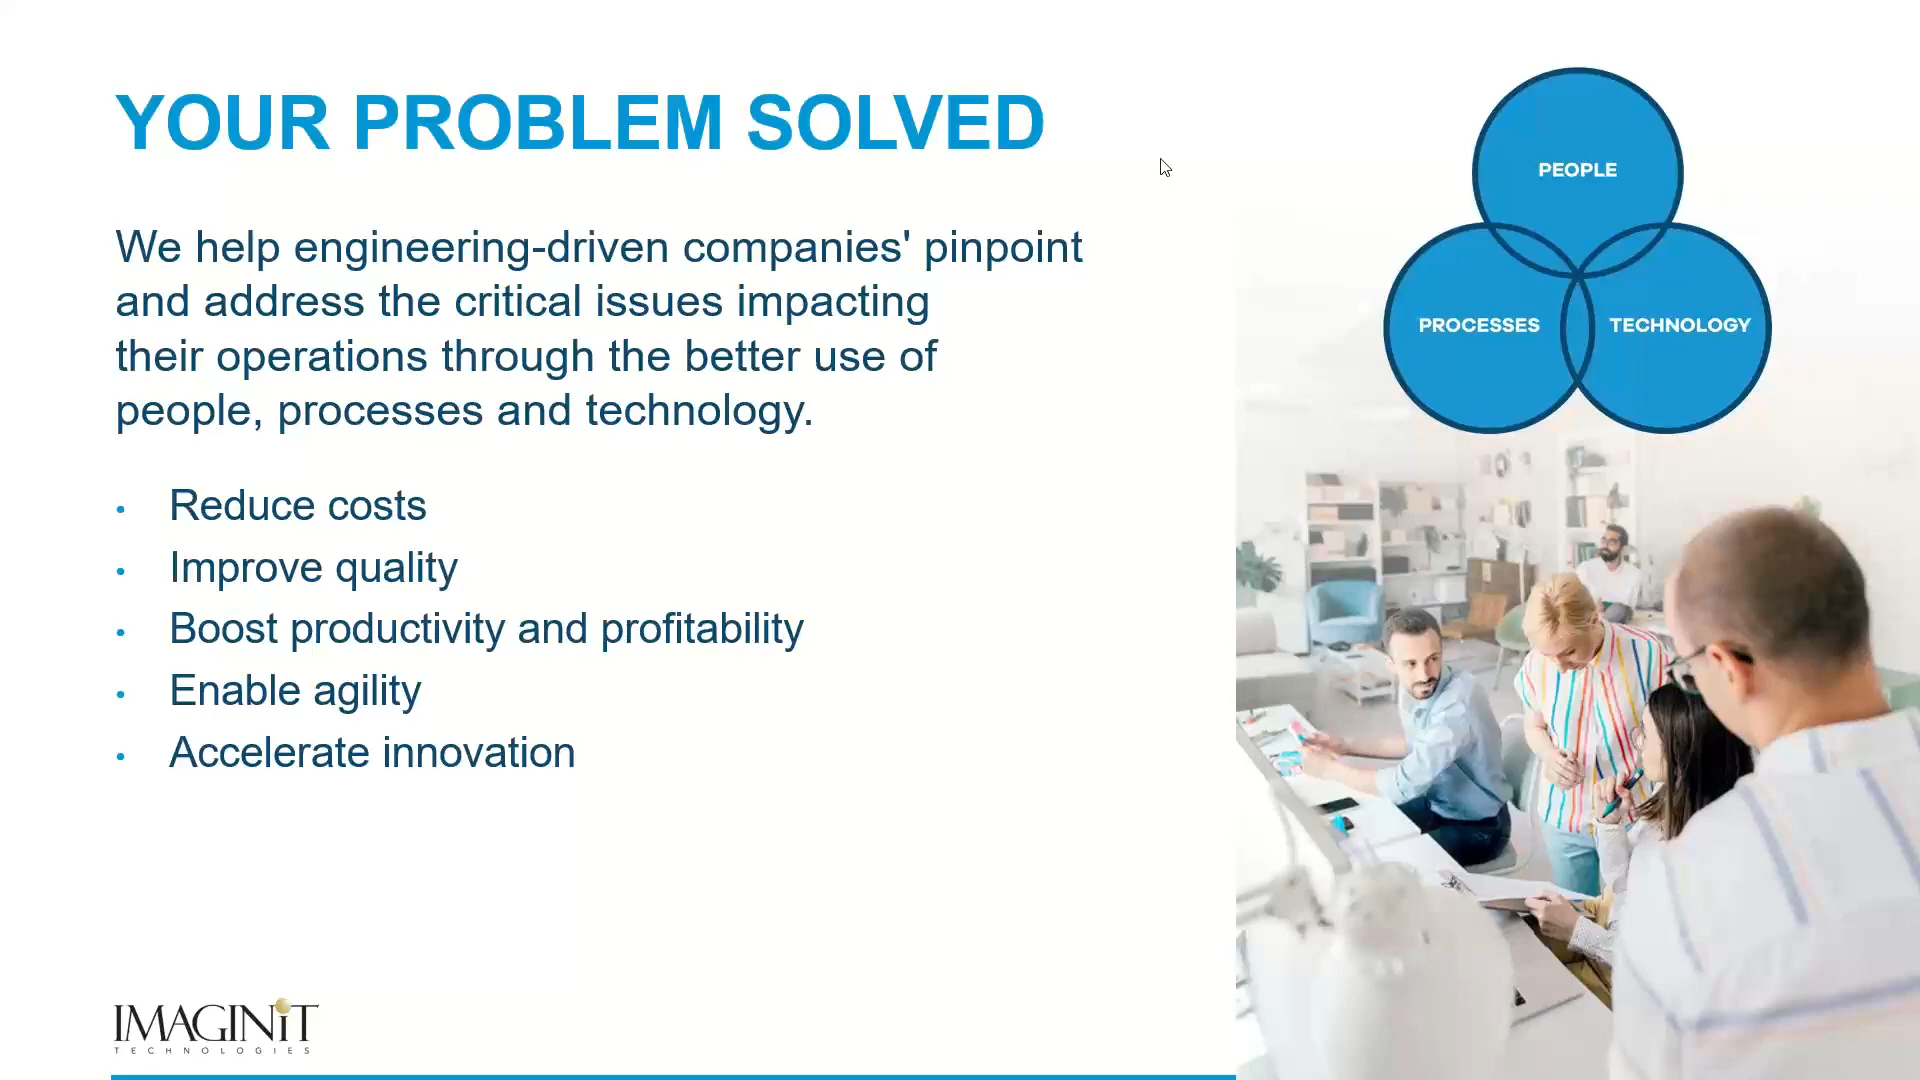 YOUR PROBLEM SOLVED
We help engineering-driven companies' pinpoint
and address the critical issues impacting
their operations through the better use of
people, processes and technology.
• Reduce costs
• Improve quality
• Boost productivity and profitability
• Enable agility
• Accelerate innovation
PEOPLE
PROCESSES
TECHNOLOGY
IMAGINiT
TECHNOLOGIES